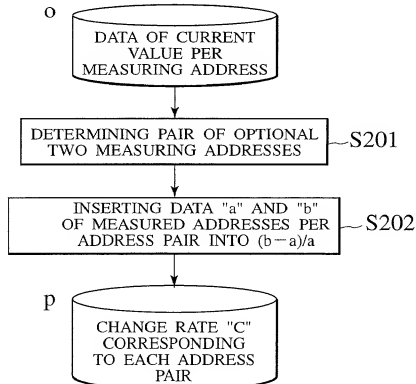 o
DATA OF CURRENT
VALUE PER
MEASURING ADDRESS
DETERMINING PAIR OF OPTIONAL
TWO MEASURING ADDRESSES
S201
INSERTING DATA "a" AND "b"
OF MEASURED ADDRESSES PER
ADDRESS PAIR INTO (b－a)/a
S202
p
CHANGE RATE "C"
CORRESPONDING
TO EACH ADDRESS
PAIR